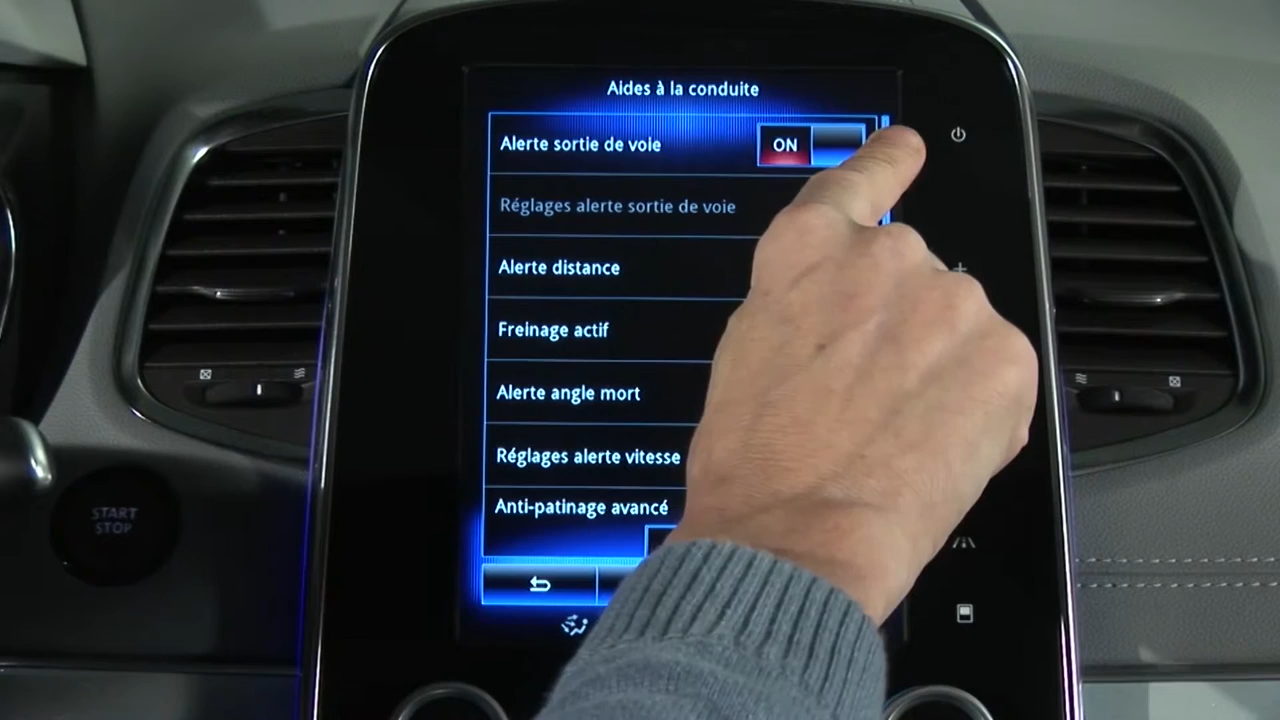 Aides à la conduite
Alerte sortie de voie
ON
Réglages alerte sortie de voie
Alerte distance
Freinage actif
Alerte angle mort
Réglages alerte vitesse
Anti-patinage avancé
START
STOP